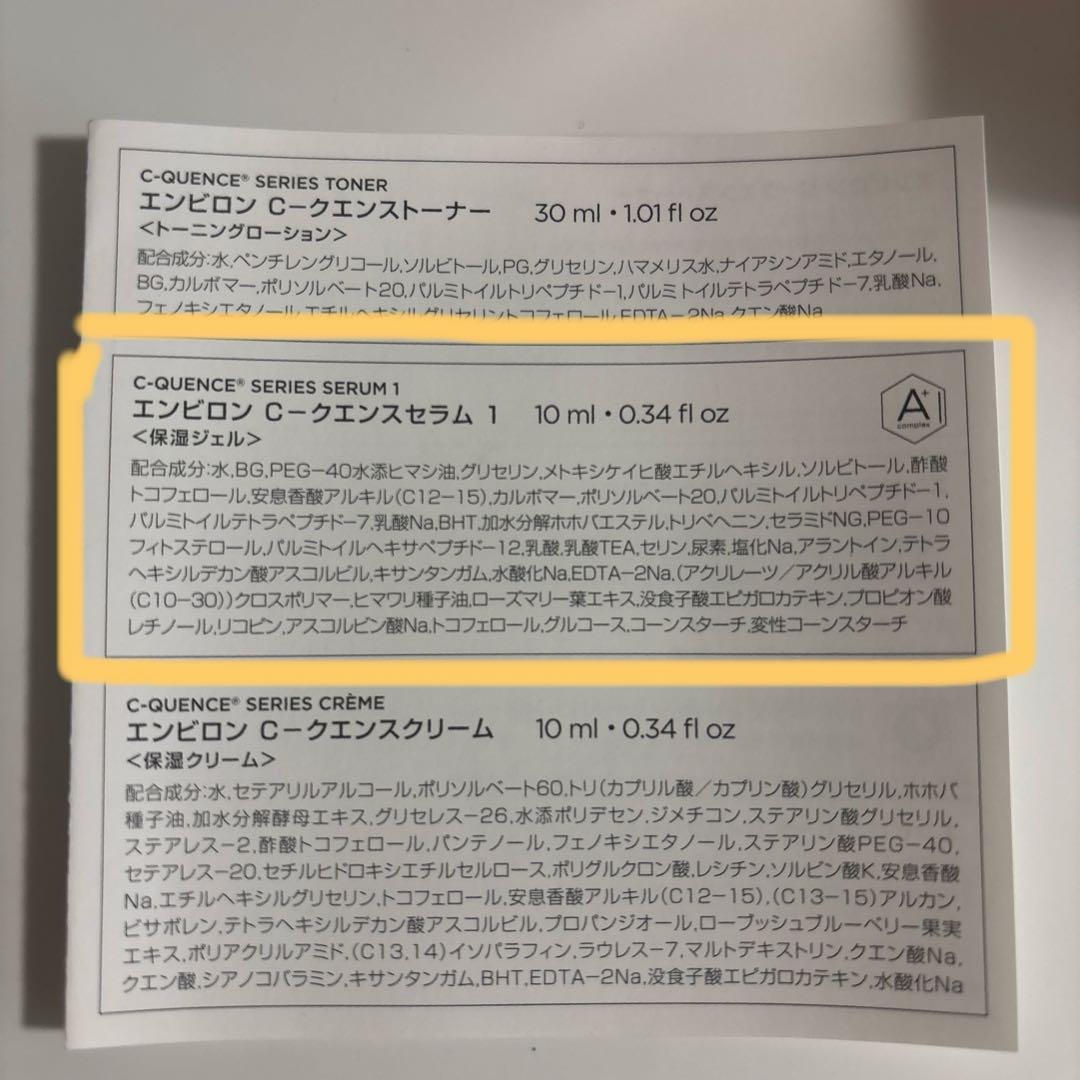 C-QUENCE® SERIES TONER
エンビロン C−クエンストーナー 30 ml・1.01 fl oz
<トーニングローション>
配合成分:水,ペンチレングリコール,ソルビトール,PG,グリセリン,ハマメリス水,ナイアシンアミド,エタノール,
BG,カルボマー,ポリソルベート20,パルミトイルトリペプチド−1,パルミトイルテトラペプチド−7,乳酸Na,
フェノキシエタノール,エチルヘキシルグリセリン,トコフェロール,EDTA−2Na,クエン酸Na
C-QUENCE® SERIES SERUM 1
エンビロン C−クエンスセラム 1 10 ml・0.34 fl oz
A+
complex
<保湿ジェル>
配合成分:水,BG,PEG−40水添ヒマシ油,グリセリン,メトキシケイヒ酸エチルヘキシル,ソルビトール,酢酸
トコフェロール,安息香酸アルキル(C12−15),カルボマー,ポリソルベート20,パルミトイルトリペプチド−1,
パルミトイルテトラペプチド−7,乳酸Na,BHT,加水分解ホホバエステル,トリベヘニン,セラミドNG,PEG−10
フィトステロール,パルミトイルヘキサペプチド−12,乳酸,乳酸TEA,セリン,尿素,塩化Na,アラントイン,テトラ
ヘキシルデカン酸アスコルビル,キサンタンガム,水酸化Na,EDTA−2Na,(アクリレーツ/アクリル酸アルキル
(C10−30))クロスポリマー,ヒマワリ種子油,ローズマリー葉エキス,没食子酸エピガロカテキン,プロピオン酸
レチノール,リコピン,アスコルビン酸Na,トコフェロール,グルコース,コーンスターチ,変性コーンスターチ
C-QUENCE® SERIES CRÈME
エンビロン C−クエンスクリーム 10 ml・0.34 fl oz
<保湿クリーム>
配合成分:水,セテアリルアルコール,ポリソルベート60,トリ(カプリル酸/カプリン酸)グリセリル,ホホバ
種子油,加水分解酵母エキス,グリセレス−26,水添ポリデセン,ジメチコン,ステアリン酸グリセリル,
ステアレス−2,酢酸トコフェロール,パンテノール,フェノキシエタノール,ステアリン酸PEG−40,
セテアレス−20,セチルヒドロキシエチルセルロース,ポリグルクロン酸,レシチン,ソルビン酸K,安息香酸
Na,エチルヘキシルグリセリン,トコフェロール,安息香酸アルキル(C12−15),(C13−15)アルカン,
ビサボレン,テトラヘキシルデカン酸アスコルビル,プロパンジオール,ローブッシュブルーベリー果実
エキス,ポリアクリルアミド,(C13,14)イソパラフィン,ラウレス−7,マルトデキストリン,クエン酸Na,
クエン酸,シアノコバラミン,キサンタンガム,BHT,EDTA−2Na,没食子酸エピガロカテキン,水酸化Na